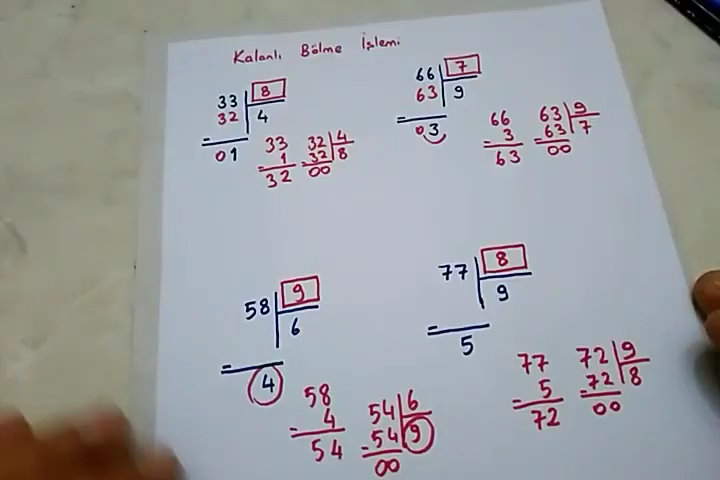 Kalanlı Bölme İşlemi
33 8
32 4
01
33 32 4
1 32 8
32 00
66 7
63 9
03
66 63 9
3 63 7
63 00
58 9
6
4
58 54 6
4 54 9
54 00
77 8
9
5
77 72 9
5 72 8
72 00